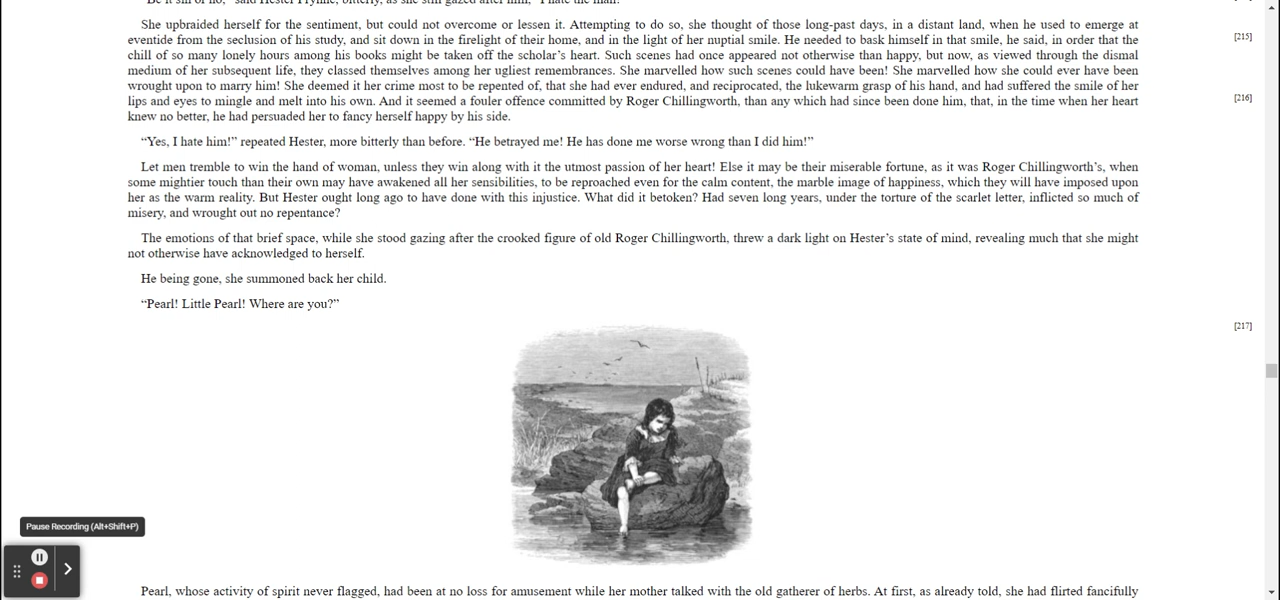 “Be it sin or no,” said Hester Prynne, bitterly, as she still gazed after him, “I hate the man!”
She upbraided herself for the sentiment, but could not overcome or lessen it. Attempting to do so, she thought of those long-past days, in a distant land, when he used to emerge at
eventide from the seclusion of his study, and sit down in the firelight of their home, and in the light of her nuptial smile. He needed to bask himself in that smile, he said, in order that the
[215]
chill of so many lonely hours among his books might be taken off the scholar’s heart. Such scenes had once appeared not otherwise than happy, but now, as viewed through the dismal
medium of her subsequent life, they classed themselves among her ugliest remembrances. She marvelled how such scenes could have been! She marvelled how she could ever have been
wrought upon to marry him! She deemed it her crime most to be repented of, that she had ever endured, and reciprocated, the lukewarm grasp of his hand, and had suffered the smile of her
lips and eyes to mingle and melt into his own. And it seemed a fouler offence committed by Roger Chillingworth, than any which had since been done him, that, in the time when her heart
[216]
knew no better, he had persuaded her to fancy herself happy by his side.
“Yes, I hate him!” repeated Hester, more bitterly than before. “He betrayed me! He has done me worse wrong than I did him!”
Let men tremble to win the hand of woman, unless they win along with it the utmost passion of her heart! Else it may be their miserable fortune, as it was Roger Chillingworth’s, when
some mightier touch than their own may have awakened all her sensibilities, to be reproached even for the calm content, the marble image of happiness, which they will have imposed upon
her as the warm reality. But Hester ought long ago to have done with this injustice. What did it betoken? Had seven long years, under the torture of the scarlet letter, inflicted so much of
misery, and wrought out no repentance?
The emotions of that brief space, while she stood gazing after the crooked figure of old Roger Chillingworth, threw a dark light on Hester’s state of mind, revealing much that she might
not otherwise have acknowledged to herself.
He being gone, she summoned back her child.
“Pearl! Little Pearl! Where are you?”
[217]
Pause Recording (Alt+Shift+P)
Pearl, whose activity of spirit never flagged, had been at no loss for amusement while her mother talked with the old gatherer of herbs. At first, as already told, she had flirted fancifully